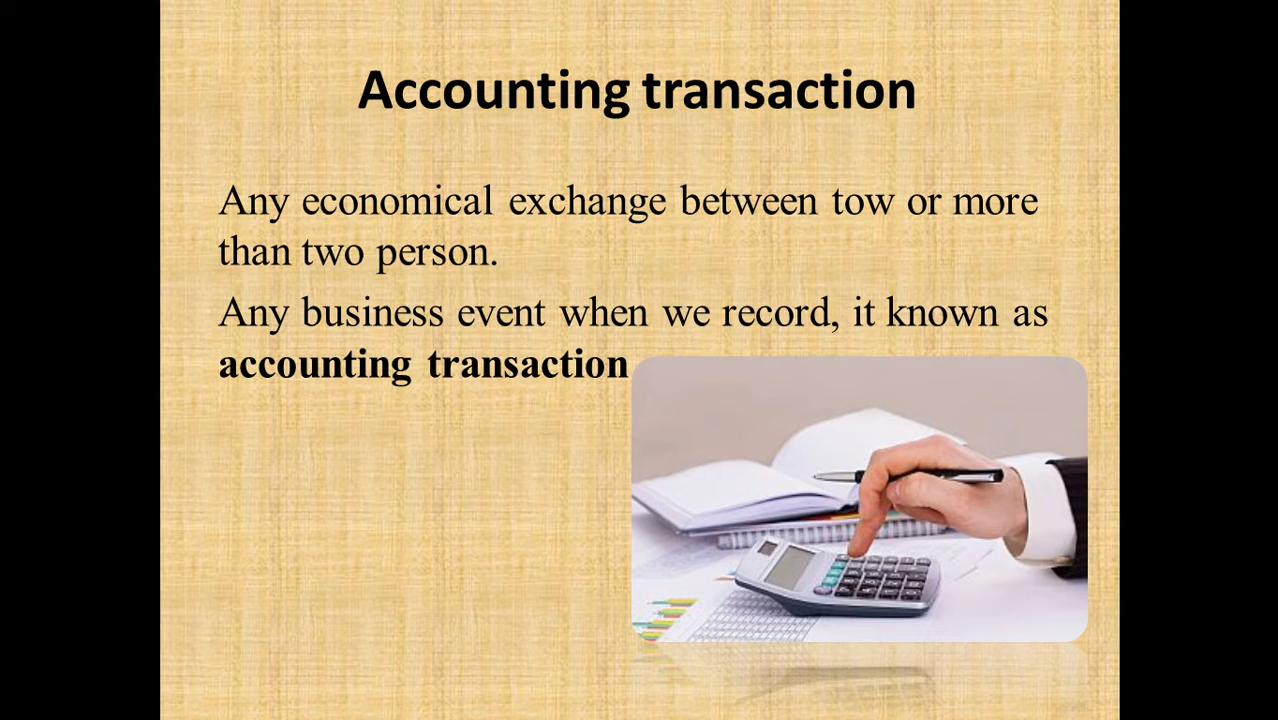 Accounting transaction
Any economical exchange between tow or more
than two person.
Any business event when we record, it known as
accounting transaction